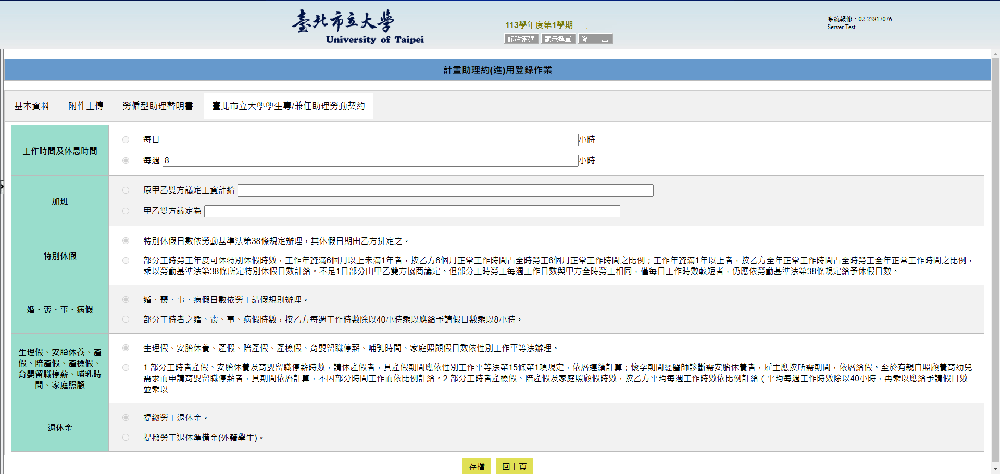 臺北市立大學
University of Taipei
113學年度第1學期
修改密碼 顯示選單 登 出
系統報修：02-23817076
Server Test
計畫助理約(進)用登錄作業
基本資料 附件上傳 勞僱型助理聲明書 臺北市立大學學生專/兼任助理勞動契約
工作時間及休息時間
每日 小時
每週 8 小時
加班
原甲乙雙方議定工資計給
甲乙雙方議定為
特別休假
特別休假日數依勞動基準法第38條規定辦理，其休假日期由乙方排定之。
部分工時勞工年度可休特別休假時數，工作年資滿6個月以上未滿1年者，按乙方6個月正常工作時間占全時勞工6個月正常工作時間之比例；工作年資滿1年以上者，按乙方全年正常工作時間占全時勞工全年正常工作時間之比例，
乘以勞動基準法第38條所定特別休假日數計給。不足1日部分由甲乙雙方協商議定。但部分工時勞工每週工作日數與甲方全時勞工相同，僅每日工作時數較短者，仍應依勞動基準法第38條規定給予休假日數。
婚、喪、事、病假
婚、喪、事、病假日數依勞工請假規則辦理。
部分工時者之婚、喪、事、病假時數，按乙方每週工作時數除以40小時乘以應給予請假日數乘以8小時。
生理假、安胎休養、產
假、陪產假、產檢假、
育嬰留職停薪、哺乳時
間、家庭照顧
生理假、安胎休養、產假、陪產假、產檢假、育嬰留職停薪、哺乳時間、家庭照顧假日數依性別工作平等法辦理。
1.部分工時者產假、安胎休養及育嬰留職停薪時數，請休產假者，其產假期間應依性別工作平等法第15條第1項規定，依曆連續計算；懷孕期間經醫師診斷需安胎休養者，雇主應按所需期間，依曆給假。至於有親自照顧養育幼兒
需求而申請育嬰留職停薪者，其期間依曆計算，不因部分時間工作而依比例計給。2.部分工時者產檢假、陪產假及家庭照顧假時數，按乙方平均每週工作時數依比例計給（平均每週工作時數除以40小時，再乘以應給予請假日數
並乘以
退休金
提繳勞工退休金。
提撥勞工退休準備金(外籍學生)。
存檔 回上頁